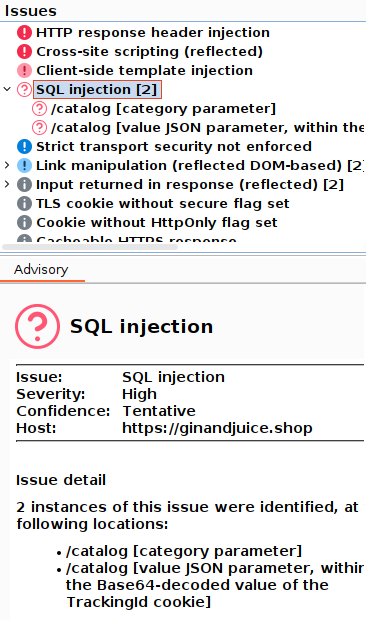 Issues
HTTP response header injection
Cross-site scripting (reflected)
Client-side template injection
SQL injection [2]
/catalog [category parameter]
/catalog [value JSON parameter, within the
Strict transport security not enforced
Link manipulation (reflected DOM-based) [2]
Input returned in response (reflected) [2]
TLS cookie without secure flag set
Cookie without HttpOnly flag set
Cacheable HTTPS response
Advisory
SQL injection
Issue: SQL injection
Severity: High
Confidence: Tentative
Host: https://ginandjuice.shop
Issue detail
2 instances of this issue were identified, at
following locations:
• /catalog [category parameter]
• /catalog [value JSON parameter, within
the Base64-decoded value of the
TrackingId cookie]